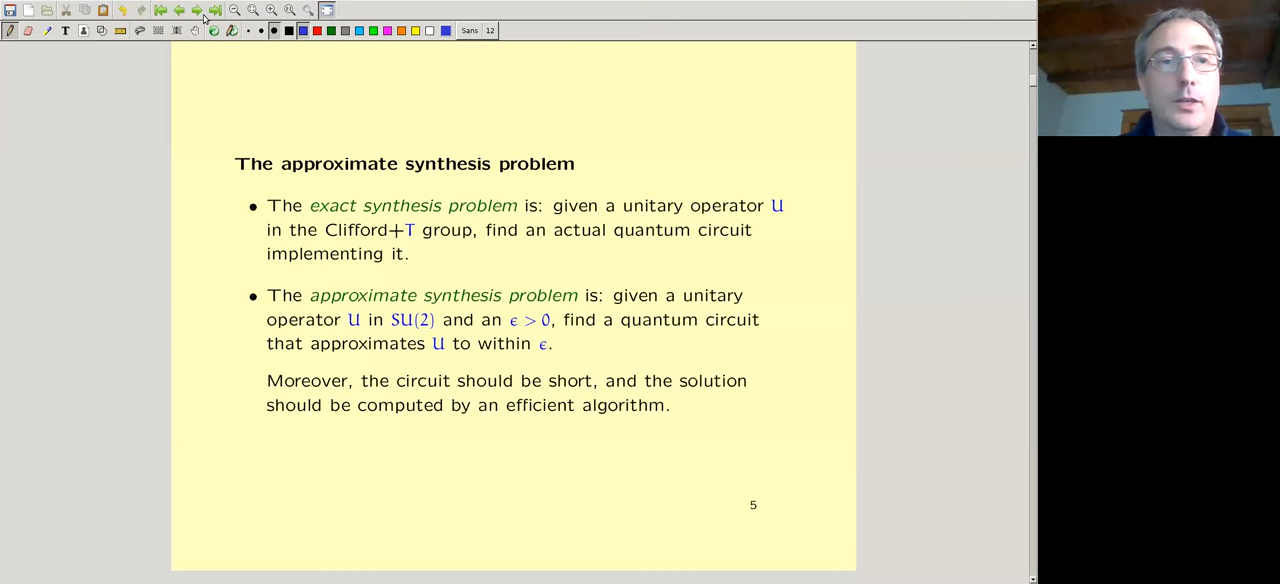 T
Sans 12
The approximate synthesis problem
• The exact synthesis problem is: given a unitary operator U
in the Clifford+T group, find an actual quantum circuit
implementing it.
• The approximate synthesis problem is: given a unitary
operator U in SU(2) and an ϵ > 0, find a quantum circuit
that approximates U to within ϵ.
Moreover, the circuit should be short, and the solution
should be computed by an efficient algorithm.
5